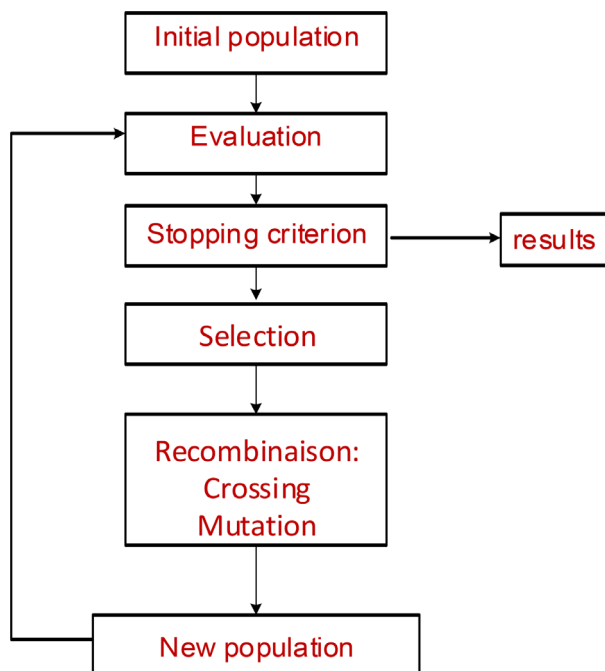 Initial population
Evaluation
Stopping criterion
results
Selection
Recombinaison:
Crossing
Mutation
New population